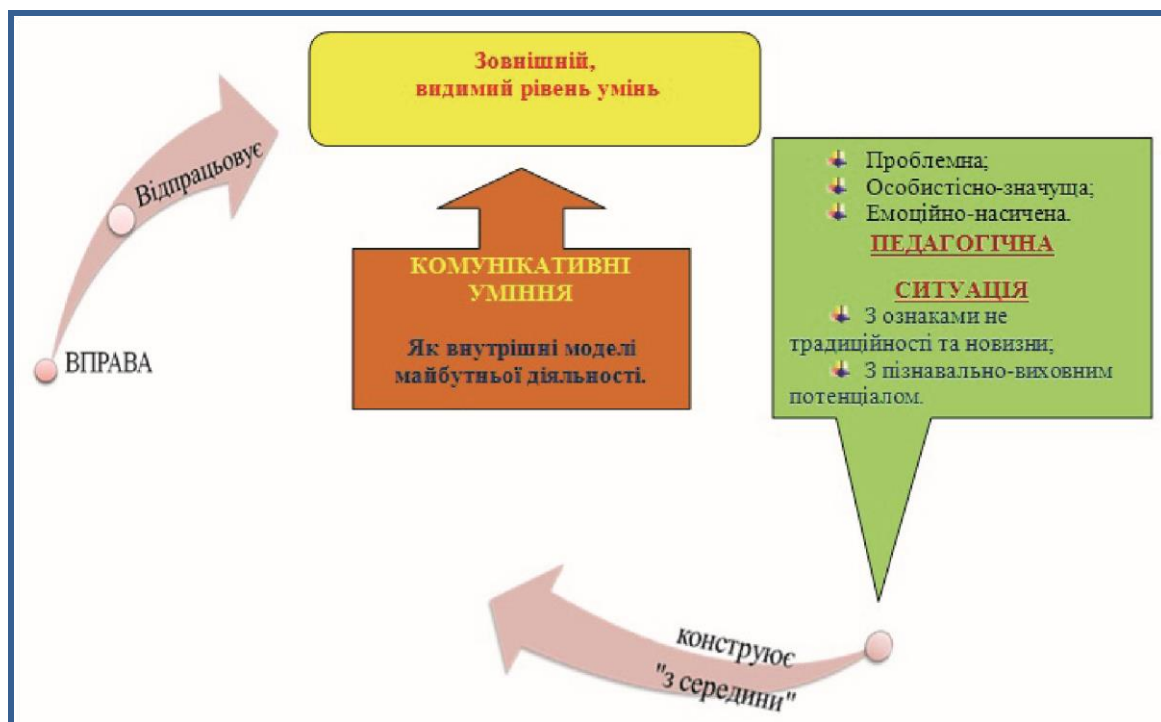 Зовнішній,
видимий рівень умінь
Відпрацьовує
ВПРАВА
КОМУНІКАТИВНІ
УМІННЯ
Як внутрішні моделі
майбутньої діяльності.
Проблемна;
Особистісно-значуща;
Емоційно-насичена.
ПЕДАГОГІЧНА
СИТУАЦІЯ
З ознаками не
традиційності та новизни;
З пізнавально-виховним
потенціалом.
конструює
"з середини"